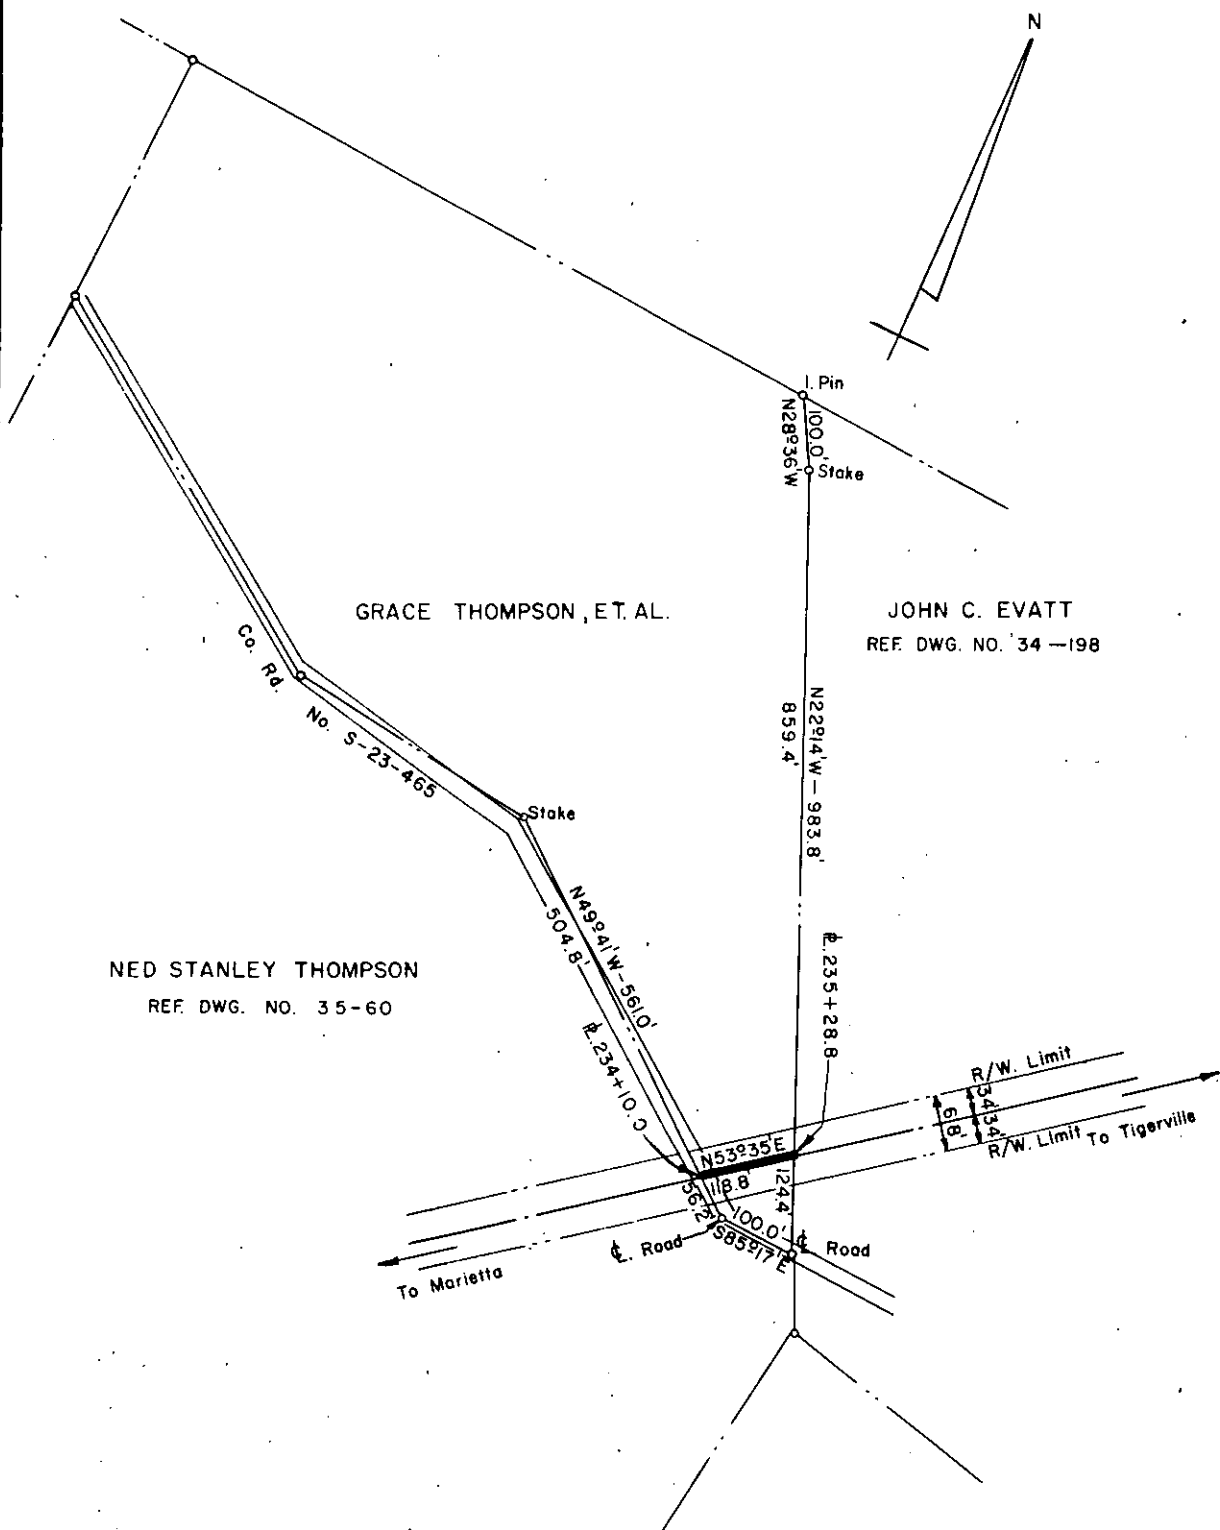 N
I. Pin
100.0'
N28°36'W
Stake
GRACE THOMPSON, ET. AL.
JOHN C. EVATT
REF. DWG. NO. 34-198
Co. Rd. No. S-23-465
N22°14'W-983.8'
859.4'
Stake
N49°41'W-561.0'
504.8'
NED STANLEY THOMPSON
REF. DWG. NO. 35-60
234+10.0
235+28.8
R/W. Limit
34' 34'
68'
R/W. Limit
To Tigerville
N53°35'E
118.8'
124.4'
56.2'
100.0'
S85°17'E
Road
Road
To Marietta